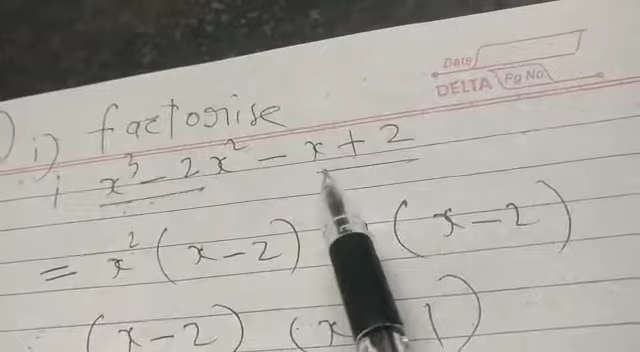 Date
DELTA Pg No
) i) factorise
i x³ - 2x² - x + 2
= x² (x - 2) (x - 2)
(x - 2) (x 1)